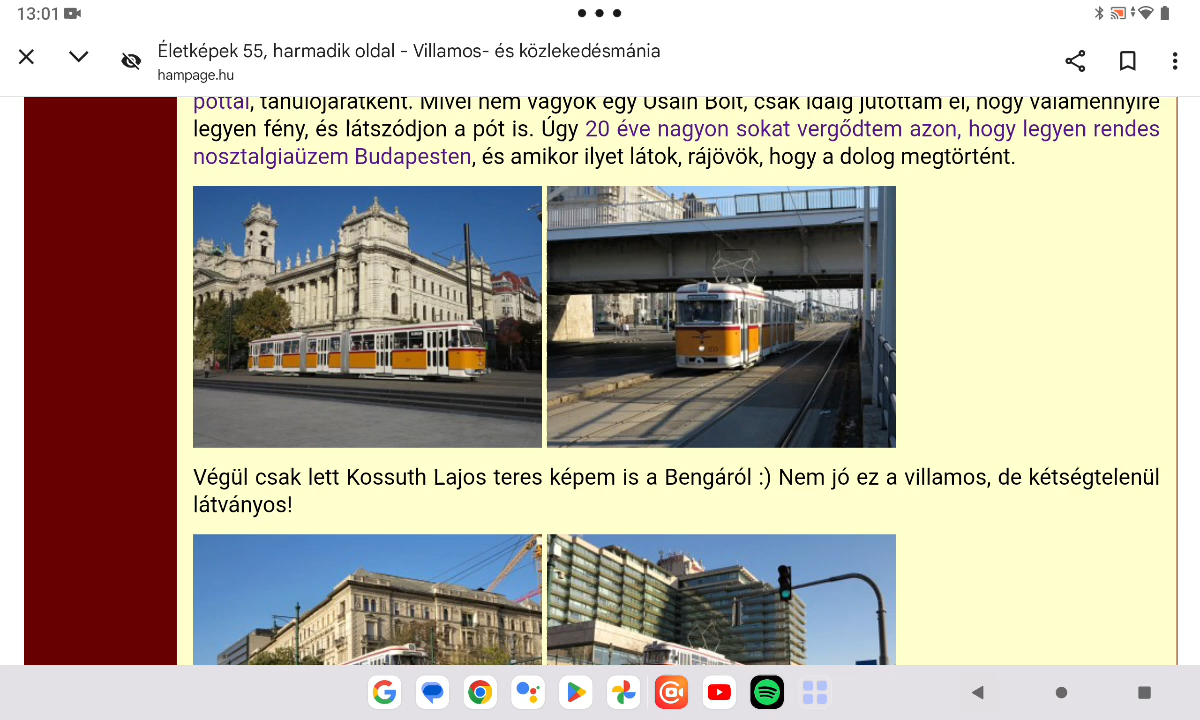 13:01
Életképek 55, harmadik oldal - Villamos- és közlekedésmánia
hampage.hu
póttal, tanulójáratként. Mivel nem vagyok egy Usain Bolt, csak idáig jutottam el, hogy valamennyire
legyen fény, és látszódjon a pót is. Úgy 20 éve nagyon sokat vergődtem azon, hogy legyen rendes
nosztalgiaüzem Budapesten, és amikor ilyet látok, rájövök, hogy a dolog megtörtént.
Végül csak lett Kossuth Lajos teres képem is a Bengáról :) Nem jó ez a villamos, de kétségtelenül
látványos!